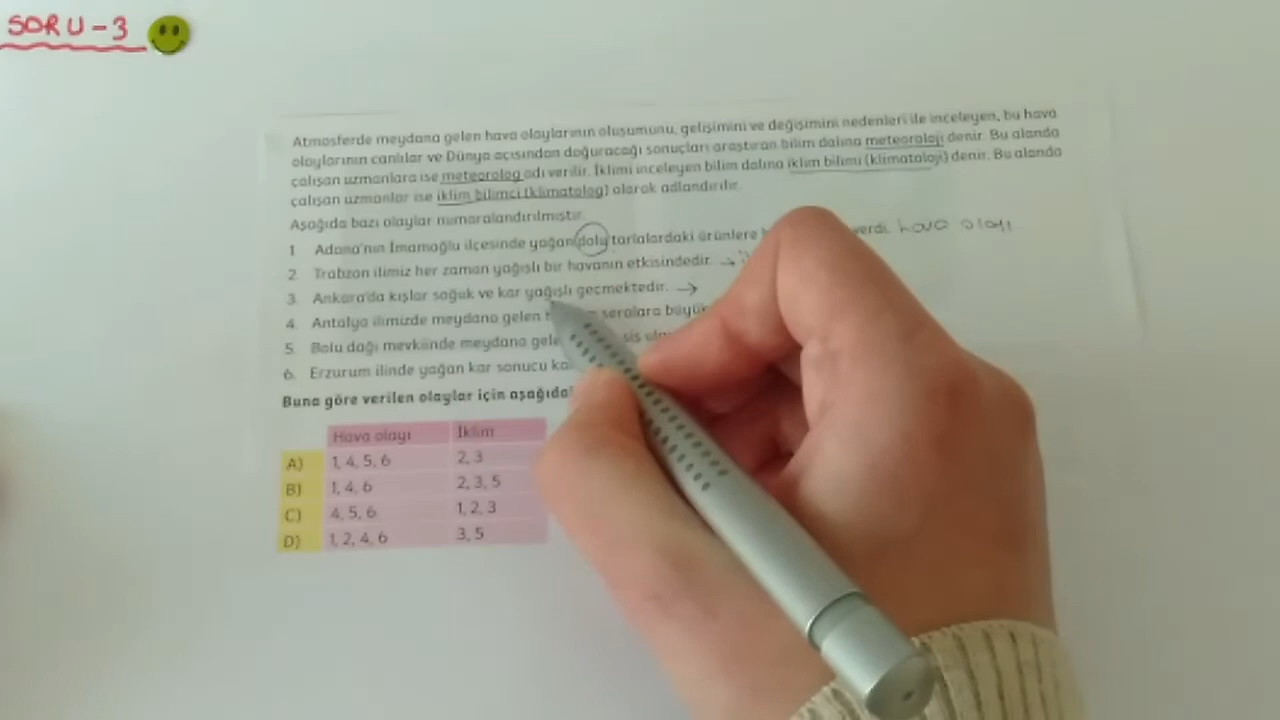 SORU-3
Atmosferde meydana gelen hava olaylarının oluşumunu, gelişimini ve değişimini nedenleri ile inceleyen, bu hava
olaylarının canlılar ve Dünya açısından doğuracağı sonuçları araştıran bilim dalına meteoroloji denir. Bu alanda
çalışan uzmanlara ise meteorolog adı verilir. İklimi inceleyen bilim dalına iklim bilimi (klimatoloji) denir. Bu alanda
çalışan uzmanlar ise iklim bilimci (klimatolog) olarak adlandırılır.
Aşağıda bazı olaylar numaralandırılmıştır.
1 Adana'nın İmamoğlu ilçesinde yağan dolu tarlalardaki ürünlere verdi. hava olayı
2. Trabzon ilimiz her zaman yağışlı bir havanın etkisindedir. →
3. Ankara'da kışlar soğuk ve kar yağışlı geçmektedir. →
4. Antalya ilimizde meydana gelen seralara büyük
5. Bolu dağı mevkiinde meydana gele sis
6. Erzurum ilinde yağan kar sonucu
Buna göre verilen olaylar için aşağıda
Hava olayı İklim
A) 1, 4, 5, 6 2, 3
B) 1, 4, 6 2, 3, 5
C) 4, 5, 6 1, 2, 3
D) 1, 2, 4, 6 3, 5